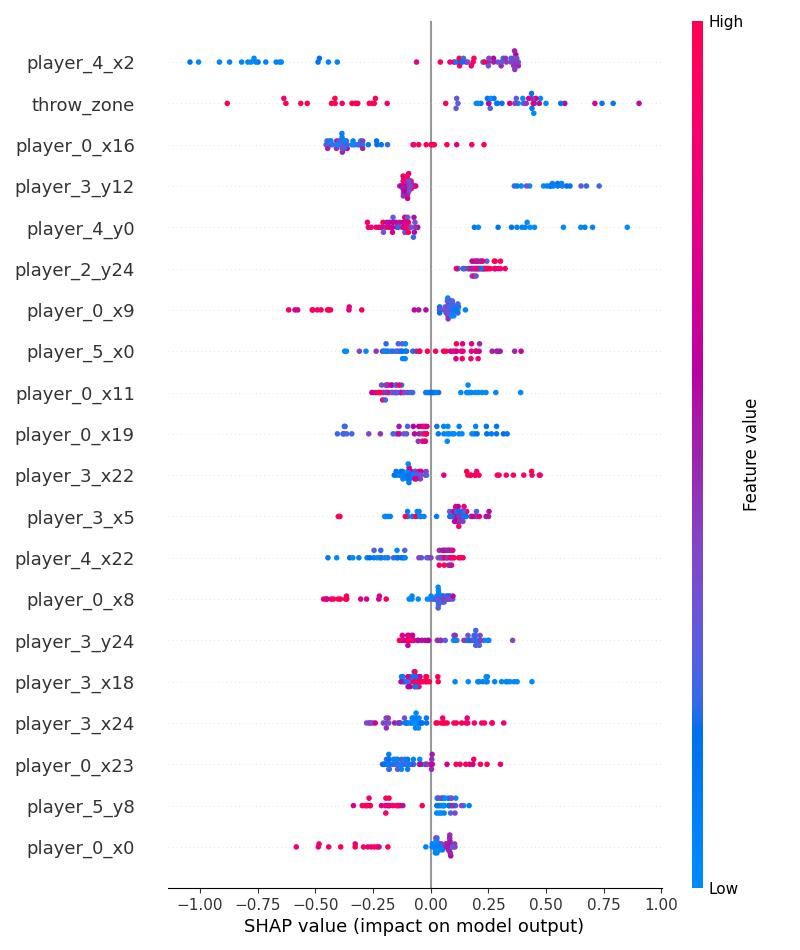 High
player_4_x2
throw_zone
player_0_x16
player_3_y12
player_4_y0
player_2_y24
player_0_x9
player_5_x0
player_0_x11
player_0_x19
player_3_x22
player_3_x5
player_4_x22
player_0_x8
player_3_y24
player_3_x18
player_3_x24
player_0_x23
player_5_y8
player_0_x0
Feature value
Low
−1.00 −0.75 −0.50 −0.25 0.00 0.25 0.50 0.75 1.00
SHAP value (impact on model output)